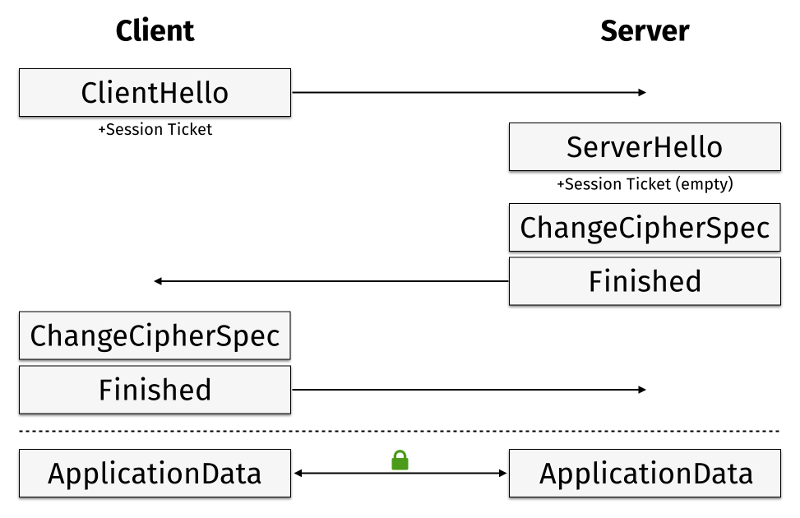 Client
Server
ClientHello
+Session Ticket
ServerHello
+Session Ticket (empty)
ChangeCipherSpec
Finished
ChangeCipherSpec
Finished
ApplicationData
ApplicationData